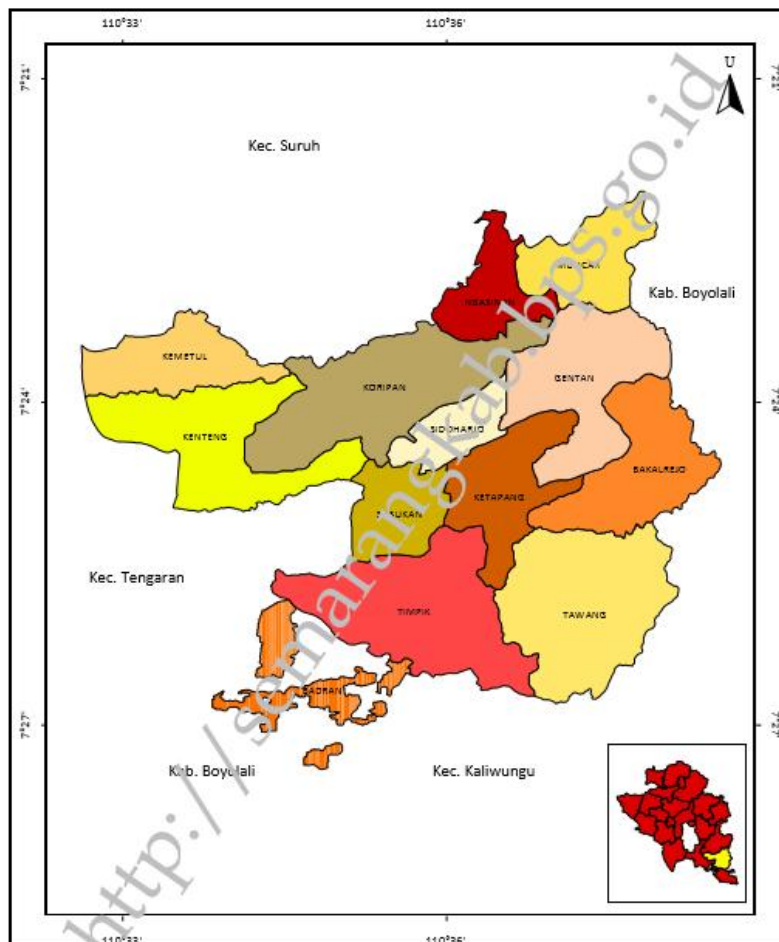 110°33' 110°36'
7°21' 7°21'
U
Kec. Suruh
Kab. Boyolali
KEMETUL
KORIPAN
GENTAN
7°24' 7°24'
SIDOHARJO
KENTENG
BAKALREJO
KETAPANG
Kec. Tengaran
TIMPIK
TAWANG
7°27' 7°27'
Kab. Boyolali
Kec. Kaliwungu
110°33' 110°36'
http://semarangkab.bps.go.id